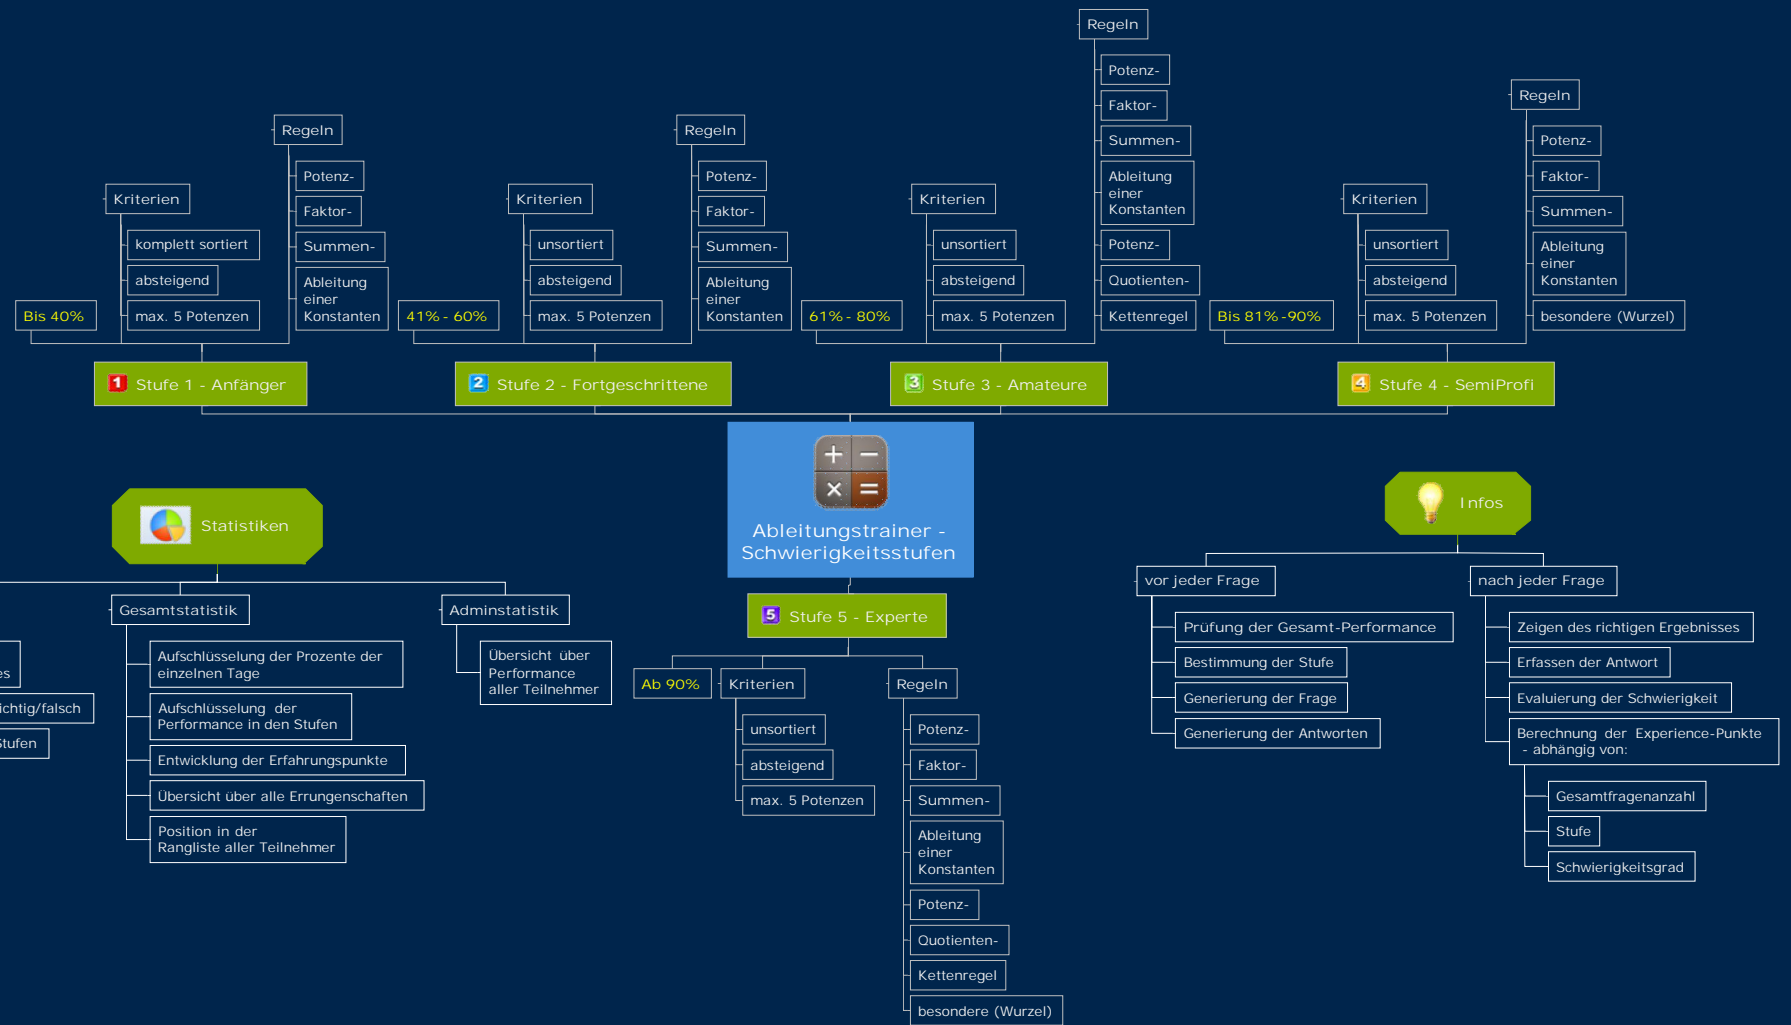 Regeln
Potenz-
Faktor-
Summen-
Ableitung
einer
Konstanten
Kriterien
komplett sortiert
absteigend
max. 5 Potenzen
Bis 40%
1 Stufe 1 - Anfänger
Regeln
Potenz-
Faktor-
Summen-
Ableitung
einer
Konstanten
Kriterien
unsortiert
absteigend
max. 5 Potenzen
41% - 60%
2 Stufe 2 - Fortgeschrittene
Regeln
Potenz-
Faktor-
Summen-
Ableitung
einer
Konstanten
Potenz-
Quotienten-
Kettenregel
Kriterien
unsortiert
absteigend
max. 5 Potenzen
61% - 80%
3 Stufe 3 - Amateure
Regeln
Potenz-
Faktor-
Summen-
Ableitung
einer
Konstanten
besondere (Wurzel)
Kriterien
unsortiert
absteigend
max. 5 Potenzen
Bis 81% -90%
4 Stufe 4 - SemiProfi
Ableitungstrainer -
Schwierigkeitsstufen
Statistiken
Gesamtstatistik
Aufschlüsselung der Prozente der
einzelnen Tage
Aufschlüsselung der
Performance in den Stufen
Entwicklung der Erfahrungspunkte
Übersicht über alle Errungenschaften
Position in der
Rangliste aller Teilnehmer
Adminstatistik
Übersicht über
Performance
aller Teilnehmer
es
ichtig/falsch
Stufen
5 Stufe 5 - Experte
Ab 90%
Kriterien
unsortiert
absteigend
max. 5 Potenzen
Regeln
Potenz-
Faktor-
Summen-
Ableitung
einer
Konstanten
Potenz-
Quotienten-
Kettenregel
besondere (Wurzel)
Infos
vor jeder Frage
Prüfung der Gesamt-Performance
Bestimmung der Stufe
Generierung der Frage
Generierung der Antworten
nach jeder Frage
Zeigen des richtigen Ergebnisses
Erfassen der Antwort
Evaluierung der Schwierigkeit
Berechnung der Experience-Punkte
- abhängig von:
Gesamtfragenanzahl
Stufe
Schwierigkeitsgrad